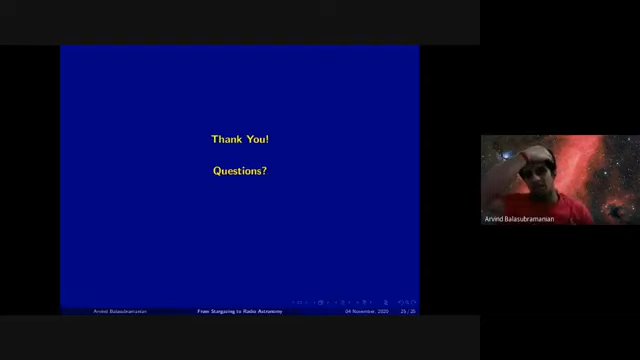 Thank You!
Questions?
Arvind Balasubramanian
Arvind Balasubramanian From Stargazing to Radio Astronomy 04 November, 2020 25 / 25